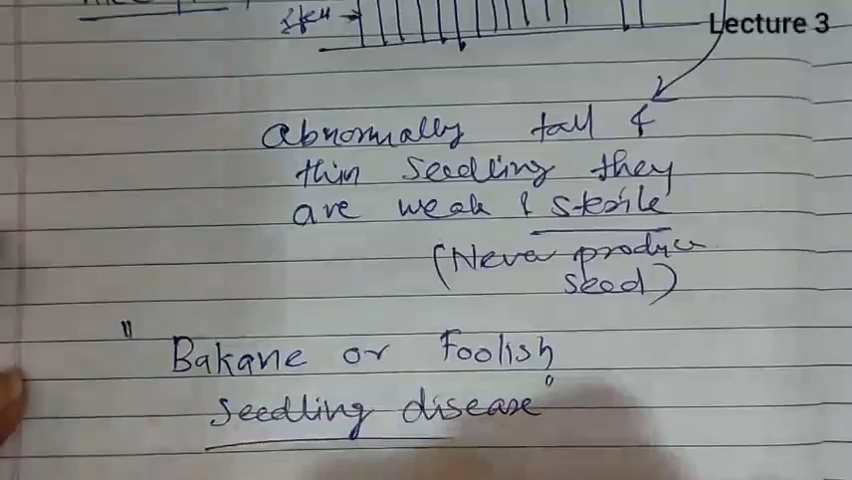 Lecture 3
Abnormally tall &
thin seedling they
are weak & sterile
(Never produce
seed)
"Bakane or Foolish
seedling disease"